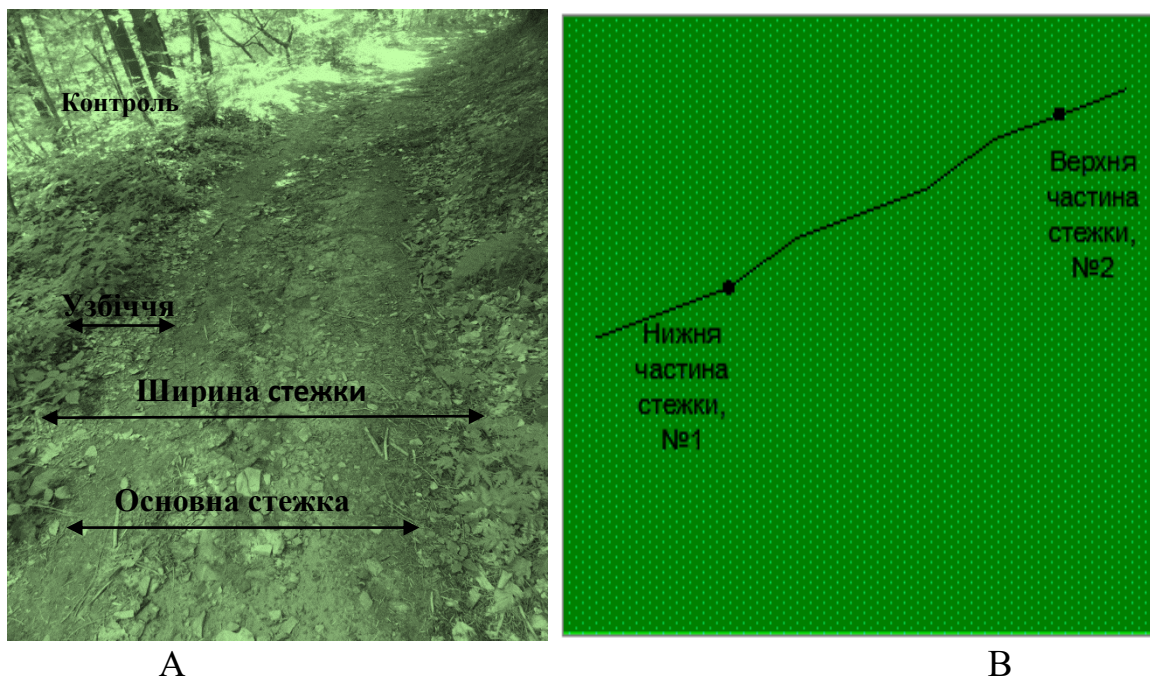 Контроль
Узбіччя
Ширина стежки
Основна стежка
Верхня
частина
стежки,
№2
Нижня
частина
стежки,
№1
А
В